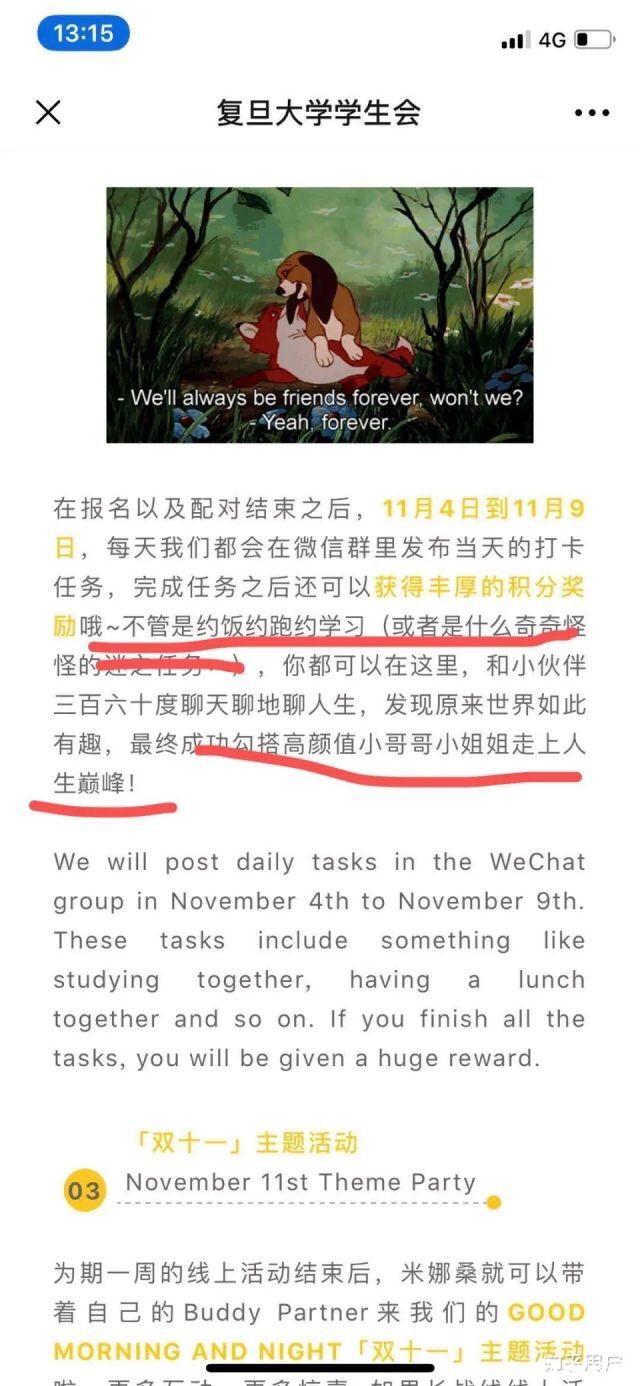 13:15
4G
复旦大学学生会
- We'll always be friends forever, won't we?
- Yeah, forever.
在报名以及配对结束之后，11月4日到11月9
日，每天我们都会在微信群里发布当天的打卡
任务，完成任务之后还可以获得丰厚的积分奖
励哦~不管是约饭约跑约学习（或者是什么奇奇怪
怪的迷之任务），你都可以在这里，和小伙伴
三百六十度聊天聊地聊人生，发现原来世界如此
有趣，最终成功勾搭高颜值小哥哥小姐姐走上人
生巅峰！
We will post daily tasks in the WeChat
group in November 4th to November 9th.
These tasks include something like
studying together, having a lunch
together and so on. If you finish all the
tasks, you will be given a huge reward.
「双十一」主题活动
03
November 11st Theme Party
为期一周的线上活动结束后，米娜桑就可以带
着自己的Buddy Partner来我们的GOOD
MORNING AND NIGHT「双十一」主题活动
知乎用户